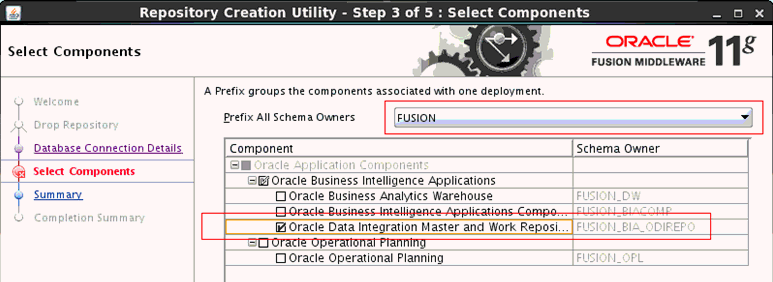 Repository Creation Utility - Step 3 of 5 : Select Components
Select Components
ORACLE
FUSION MIDDLEWARE 11g
Welcome
Drop Repository
Database Connection Details
Select Components
Summary
Completion Summary
A Prefix groups the components associated with one deployment.
Prefix All Schema Owners FUSION
Component Schema Owner
Oracle Application Components
Oracle Business Intelligence Applications
Oracle Business Analytics Warehouse FUSION_DW
Oracle Business Intelligence Applications Compo... FUSION_BIACOMP
Oracle Data Integration Master and Work Reposi... FUSION_BIA_ODIREPO
Oracle Operational Planning
Oracle Operational Planning FUSION_OPL